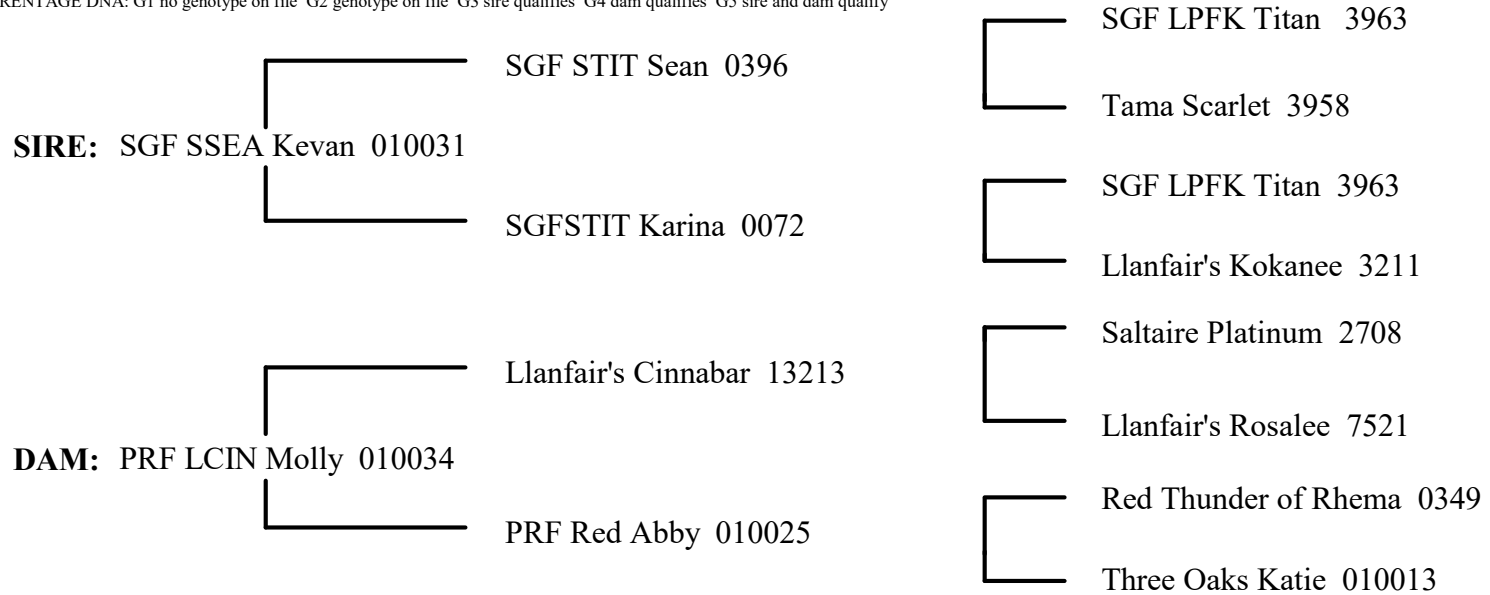 RENTAGE DNA: G1 no genotype on file G2 genotype on file G3 sire qualifies G4 dam qualifies G5 sire and dam qualify
SGF LPFK Titan 3963
SGF STIT Sean 0396
Tama Scarlet 3958
SIRE: SGF SSEA Kevan 010031
SGF LPFK Titan 3963
SGFSTIT Karina 0072
Llanfair's Kokanee 3211
Saltaire Platinum 2708
Llanfair's Cinnabar 13213
Llanfair's Rosalee 7521
DAM: PRF LCIN Molly 010034
Red Thunder of Rhema 0349
PRF Red Abby 010025
Three Oaks Katie 010013